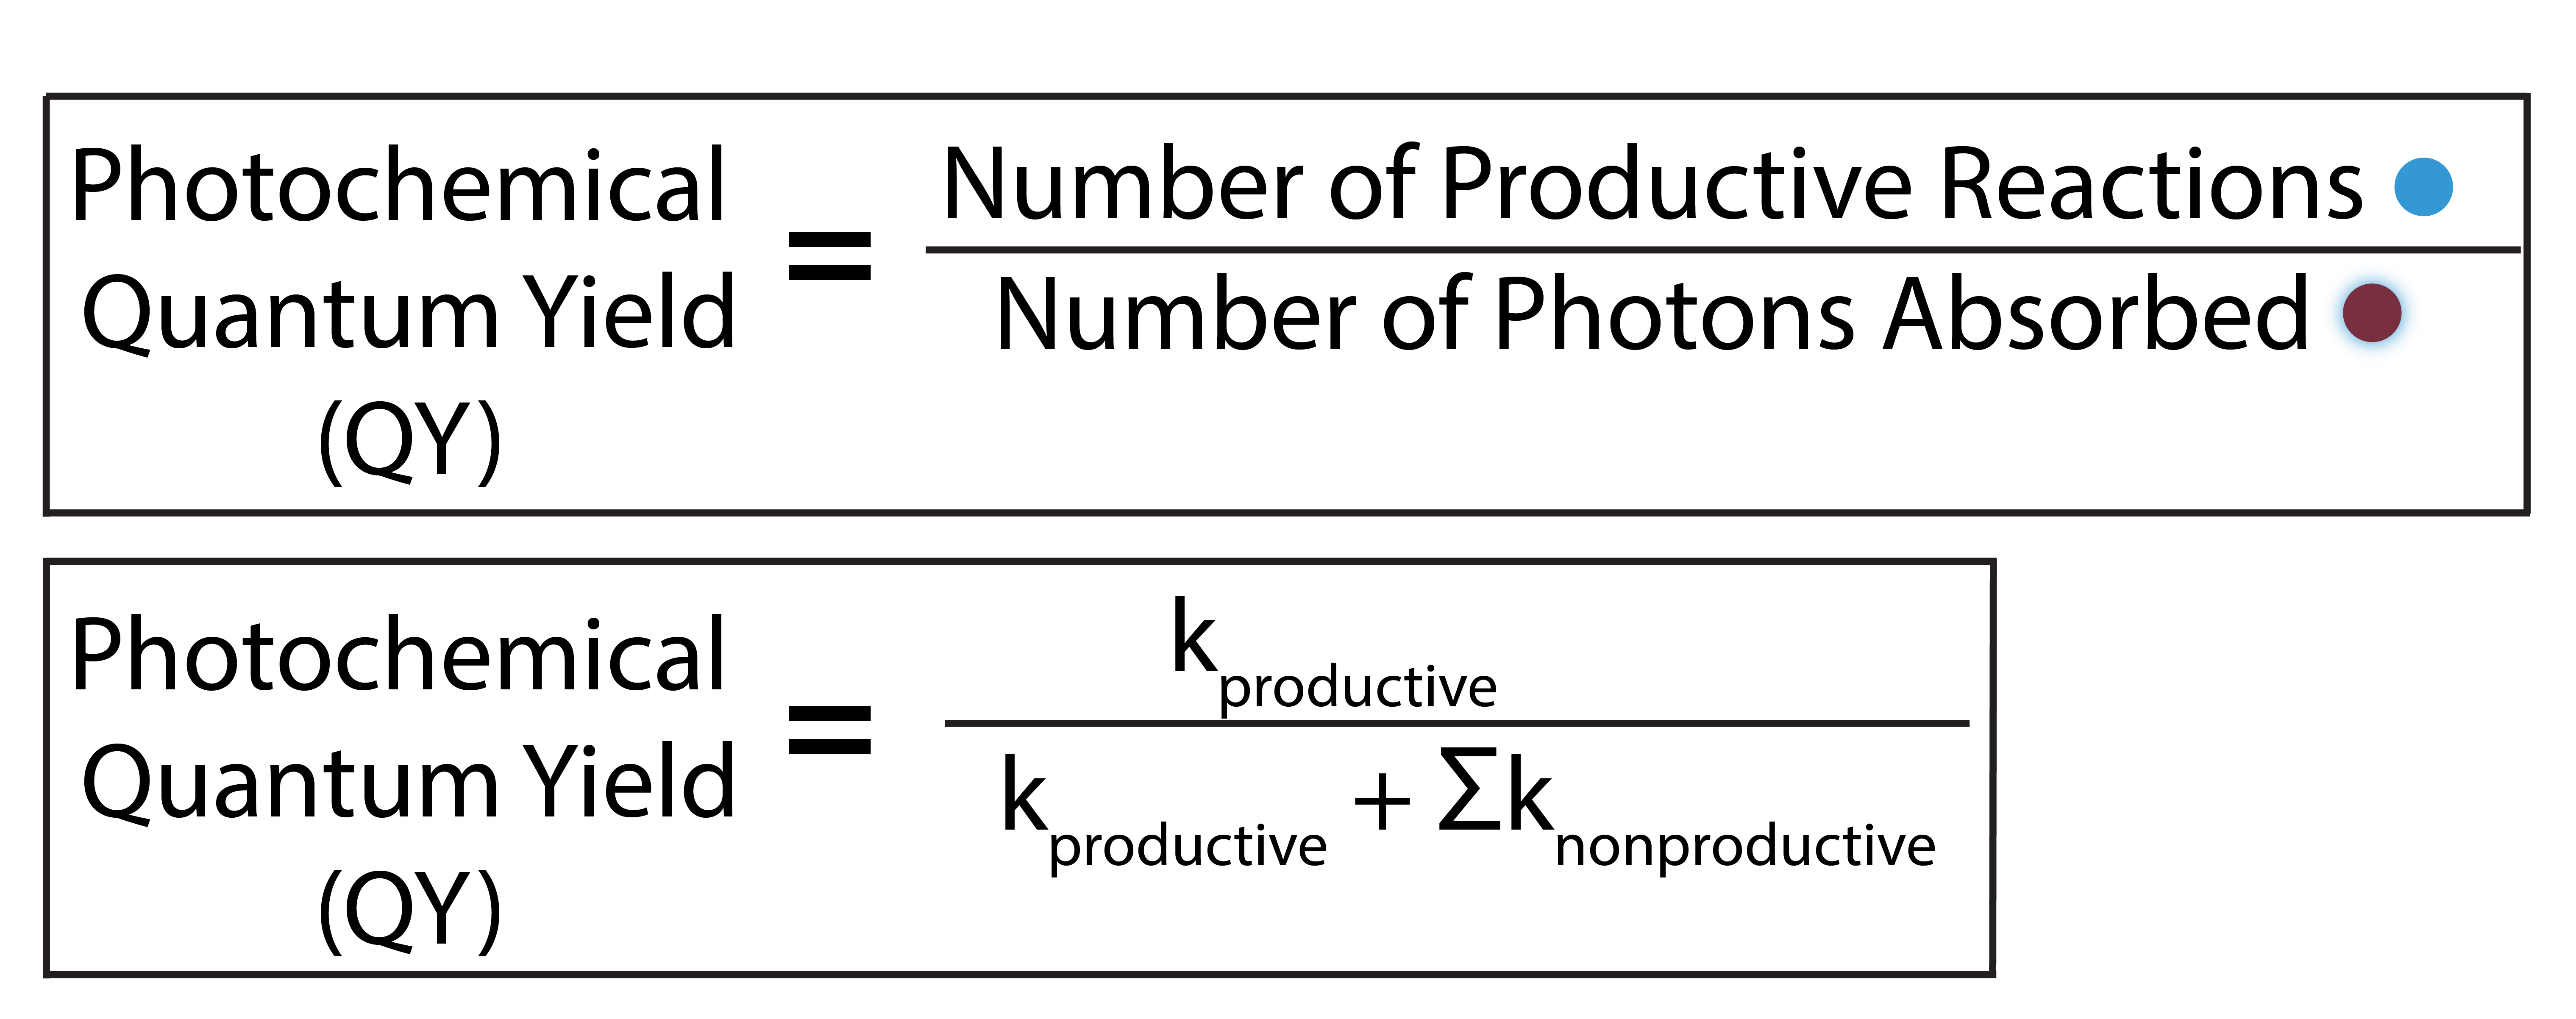 Photochemical
Quantum Yield
(QY)
=
Number of Productive Reactions
Number of Photons Absorbed
Photochemical
Quantum Yield
(QY)
=
kproductive
kproductive + Σknonproductive